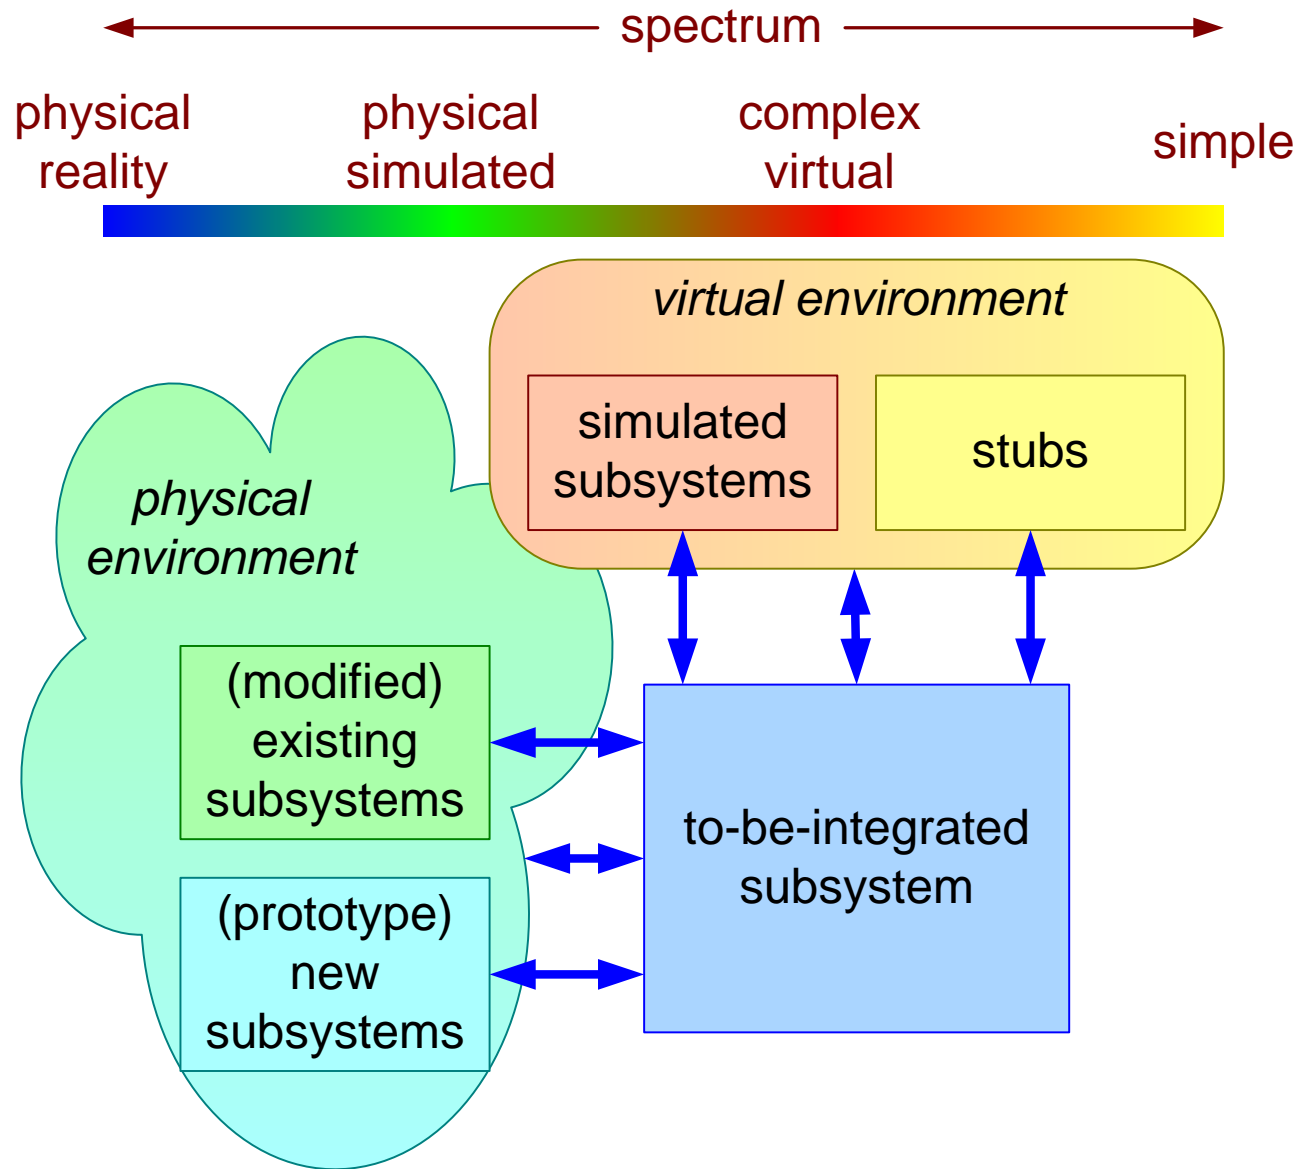 spectrum
physical
reality
physical
simulated
complex
virtual
simple
virtual environment
simulated
subsystems
stubs
physical
environment
(modified)
existing
subsystems
to-be-integrated
subsystem
(prototype)
new
subsystems